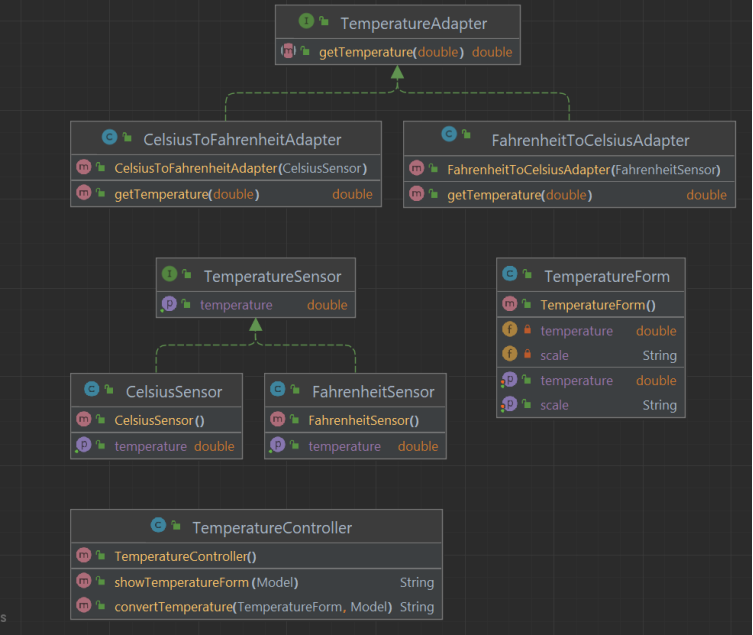 TemperatureAdapter
getTemperature(double) double
CelsiusToFahrenheitAdapter
CelsiusToFahrenheitAdapter(CelsiusSensor)
getTemperature(double) double
FahrenheitToCelsiusAdapter
FahrenheitToCelsiusAdapter(FahrenheitSensor)
getTemperature(double) double
TemperatureSensor
temperature double
TemperatureForm
TemperatureForm()
temperature double
scale String
temperature double
scale String
CelsiusSensor
CelsiusSensor()
temperature double
FahrenheitSensor
FahrenheitSensor()
temperature double
TemperatureController
TemperatureController()
showTemperatureForm(Model) String
convertTemperature(TemperatureForm, Model) String
s